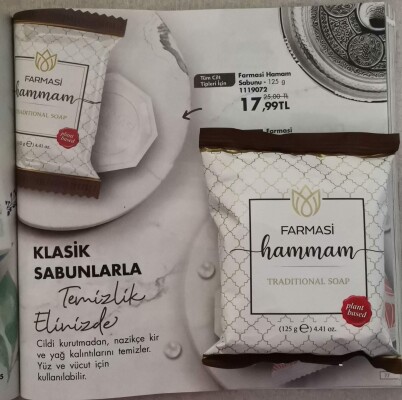 FARMASİ
hammam
TRADITIONAL SOAP
plant based
4.41 oz.
Tüm Cilt
Tipleri İçin
Farmasi Hamam
Sabunu - 125 g
1119072
25,00 TL
17,99TL
Farmasi
KLASİK
SABUNLARLA
Temizlik
Elinizde
Cildi kurutmadan, nazikçe kir
ve yağ kalıntılarını temizler.
Yüz ve vücut için
kullanılabilir.
FARMASİ
hammam
TRADITIONAL SOAP
plant
based
(125 g ℮) 4.41 oz.